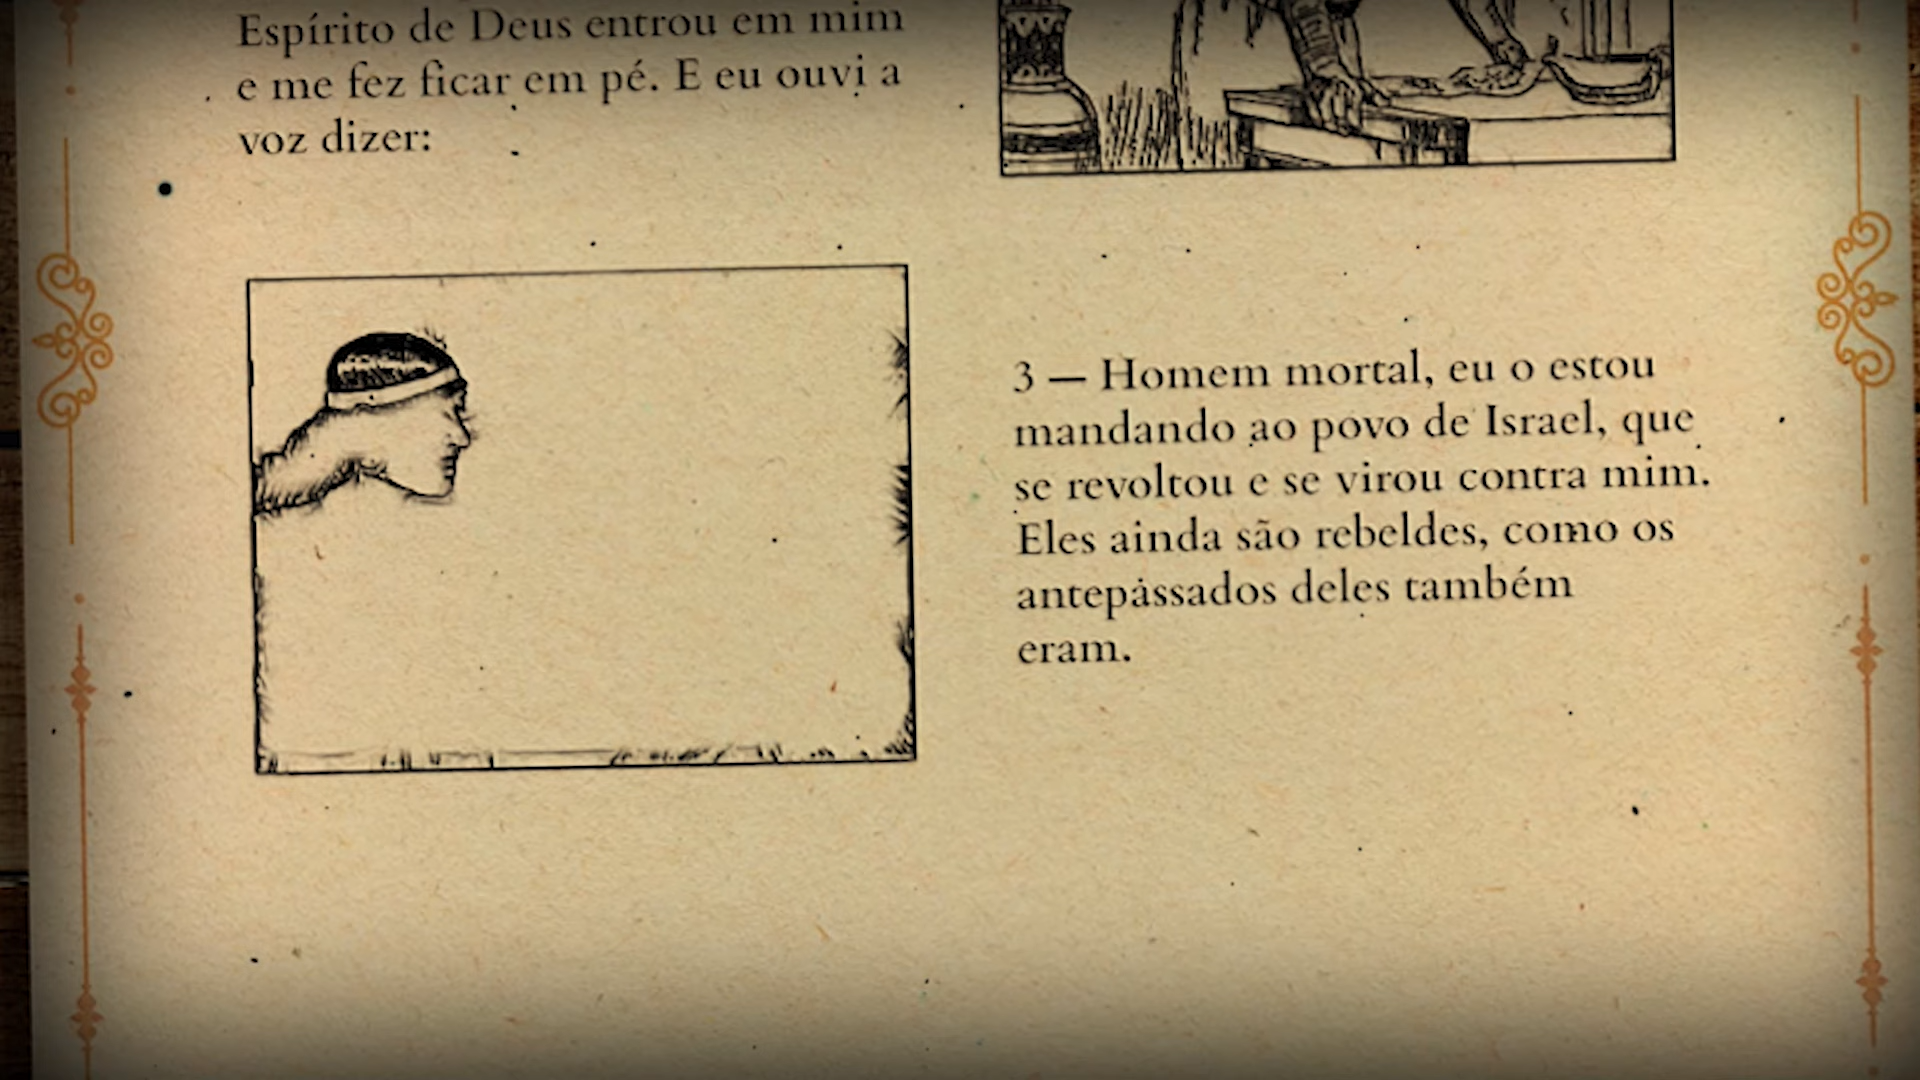 Espírito de Deus entrou em mim
e me fez ficar em pé. E eu ouvi a
voz dizer:
3 — Homem mortal, eu o estou
mandando ao povo de Israel, que
se revoltou e se virou contra mim.
Eles ainda são rebeldes, como os
antepassados deles também
eram.